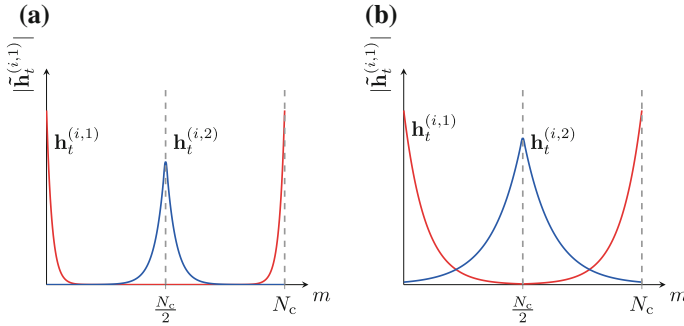 (a)
|h̃_t^{(i,1)}|
h_t^{(i,1)}
h_t^{(i,2)}
N_c/2
N_c
m
(b)
|h̃_t^{(i,1)}|
h_t^{(i,1)}
h_t^{(i,2)}
N_c/2
N_c
m